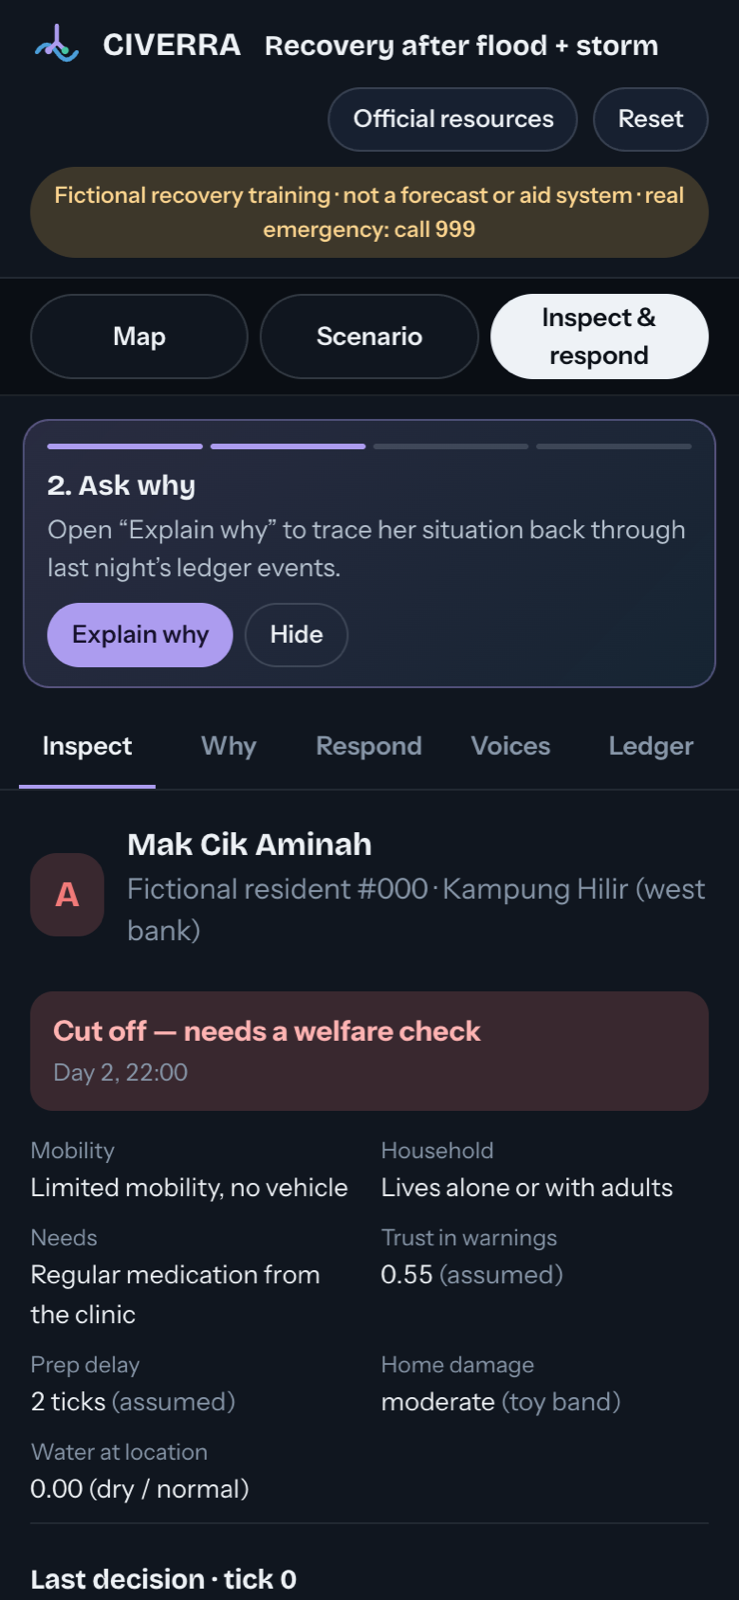 CIVERRA Recovery after flood + storm
Official resources Reset
Fictional recovery training · not a forecast or aid system · real
emergency: call 999
Map Scenario Inspect &
respond
2. Ask why
Open “Explain why” to trace her situation back through
last night’s ledger events.
Explain why Hide
Inspect Why Respond Voices Ledger
A
Mak Cik Aminah
Fictional resident #000 · Kampung Hilir (west
bank)
Cut off — needs a welfare check
Day 2, 22:00
Mobility
Limited mobility, no vehicle
Household
Lives alone or with adults
Needs
Regular medication from
the clinic
Trust in warnings
0.55 (assumed)
Prep delay
2 ticks (assumed)
Home damage
moderate (toy band)
Water at location
0.00 (dry / normal)
Last decision · tick 0